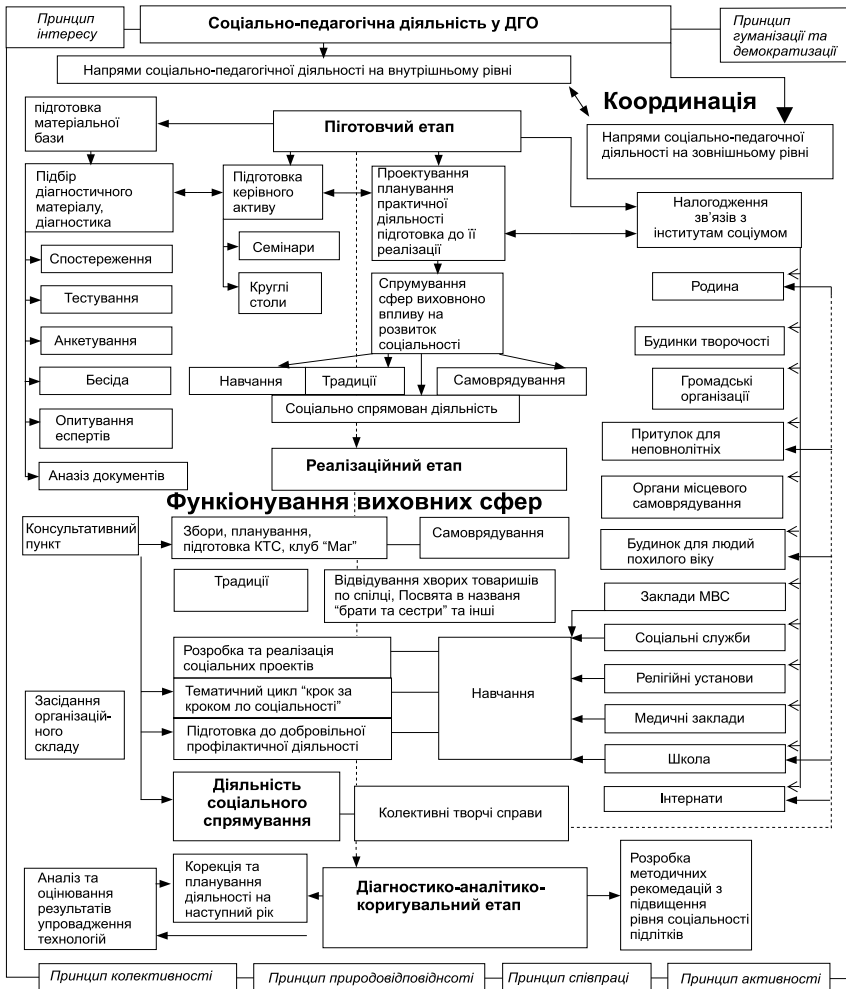 Принцип
інтересу
Соціально-педагогічна діяльність у ДГО
Принцип
гуманізації та
демократизації
Напрями соціально-педагогічної діяльності на внутрішньому рівні
Координація
підготовка
матеріальної
бази
Піготовчий етап
Напрями соціально-педагочної
діяльності на зовнішньому рівні
Підбір
діагностичного
матеріалу,
діагностика
Підготовка
керівного
активу
Проектування
планування
практичної
діяльності
підготовка до її
реалізації
Налогодження
зв’язів з
інститутам соціумом
Семінари
Круглі
столи
Спостереження
Тестування
Анкетування
Бесіда
Опитування
еспертів
Аназіз документів
Спрумування
сфер виховноно
впливу на
розвиток
соціальності
Навчання
Традиції
Самоврядування
Соціально спрямован діяльність
Родина
Будинки творочості
Громадські
організації
Притулок для
неповнолітніх
Органи місцевого
самоврядування
Будинок для людий
похилого віку
Заклади МВС
Соціальні служби
Релігійні установи
Медичні заклади
Школа
Інтернати
Реалізаційний етап
Функіонування виховних сфер
Консультативний
пункт
Збори, планування,
підготовка КТС, клуб “Маг”
Самоврядування
Традиції
Відвідування хворих товаришів
по спілці, Посвята в названя
“брати та сестри” та інші
Розробка та реалізація
соціальних проектів
Тематичний цикл “крок за
кроком ло соціальності”
Підготовка до добровільної
профілактичної діяльності
Навчання
Засідання
організацій-
ного
складу
Діяльність
соціального
спрямування
Колективні творчі справи
Аналіз та
оцінювання
результатів
упровадження
технологій
Корекція та
планування
діяльності на
наступний рік
Діагностико-аналітико-
коригувальний етап
Розробка
методичних
рекомедацій з
підвищення
рівня соціальності
підлітків
Принцип колективності
Принцип природовідповіднсоті
Принцип співпраці
Принцип активності